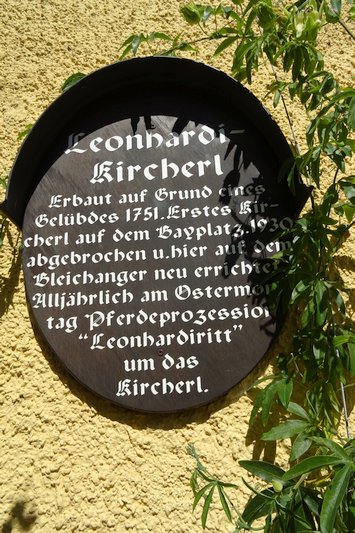 Leonhardi-
Kircherl
Erbaut auf Grund eines
Gelübdes 1751. Erstes Kir-
cherl auf dem Bayplatz, 1930
abgebrochen u. hier auf dem
Bleichanger neu errichtet
Alljährlich am Ostermon-
tag Pferdeprozession
"Leonhardiritt"
um das
Kircherl.